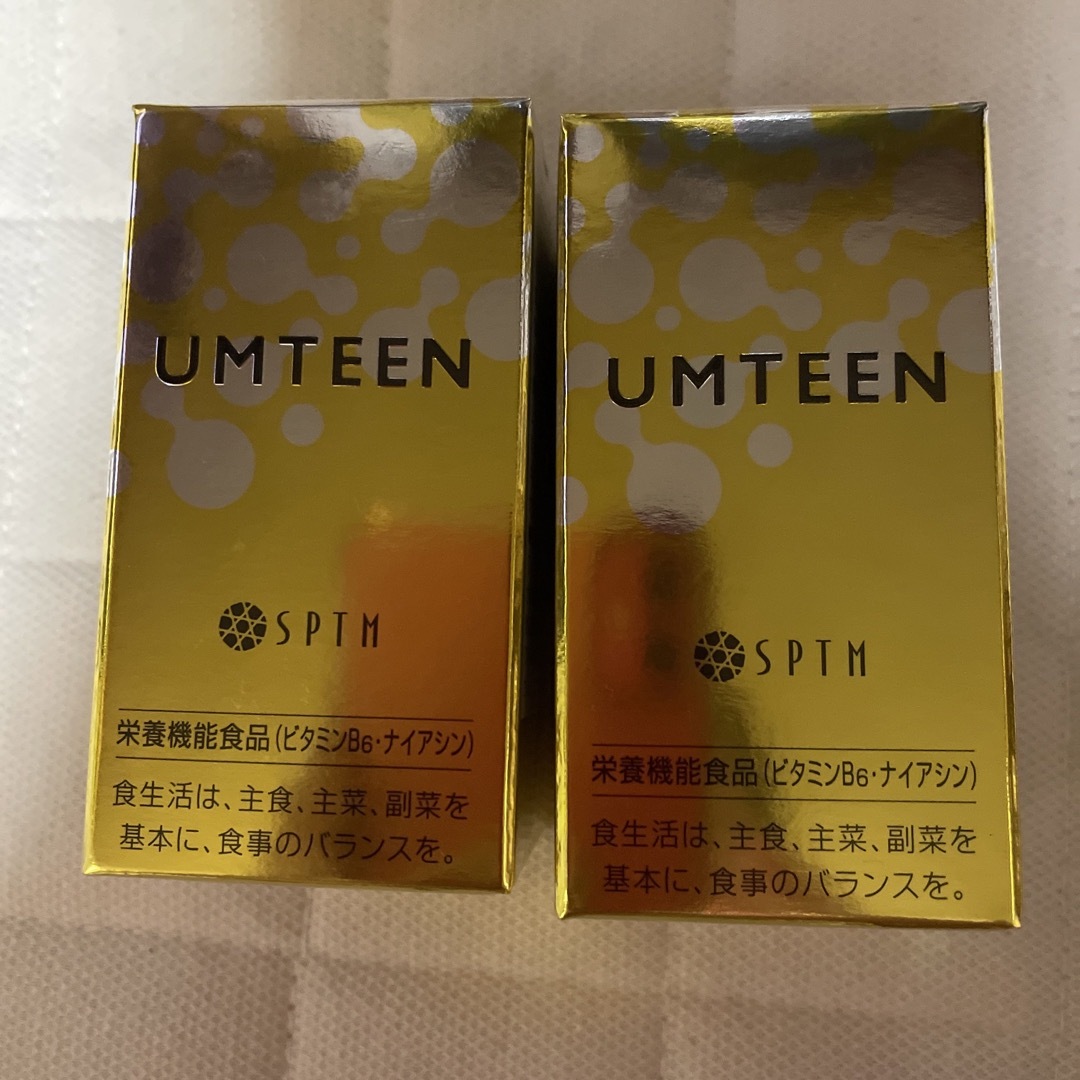 UMTEEN
SPTM
栄養機能食品(ビタミンB6・ナイアシン)
食生活は、主食、主菜、副菜を
基本に、食事のバランスを。
UMTEEN
SPTM
栄養機能食品(ビタミンB6・ナイアシン)
食生活は、主食、主菜、副菜を
基本に、食事のバランスを。